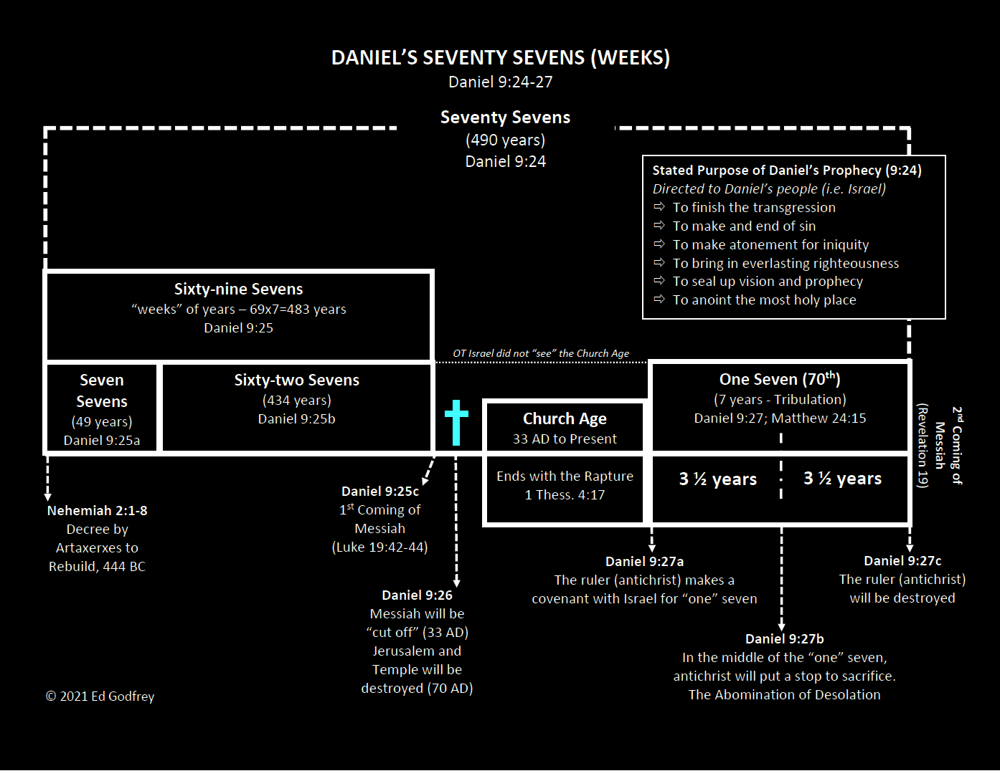 DANIEL’S SEVENTY SEVENS (WEEKS)
Daniel 9:24-27
Seventy Sevens
(490 years)
Daniel 9:24
Stated Purpose of Daniel’s Prophecy (9:24)
Directed to Daniel’s people (i.e. Israel)
⇨ To finish the transgression
⇨ To make and end of sin
⇨ To make atonement for iniquity
⇨ To bring in everlasting righteousness
⇨ To seal up vision and prophecy
⇨ To anoint the most holy place
Sixty-nine Sevens
“weeks” of years – 69x7=483 years
Daniel 9:25
OT Israel did not “see” the Church Age
Seven
Sevens
(49 years)
Daniel 9:25a
Sixty-two Sevens
(434 years)
Daniel 9:25b
Church Age
33 AD to Present
Ends with the Rapture
1 Thess. 4:17
One Seven (70th)
(7 years - Tribulation)
Daniel 9:27; Matthew 24:15
3 ½ years
3 ½ years
2nd Coming of
Messiah
(Revelation 19)
Nehemiah 2:1-8
Decree by
Artaxerxes to
Rebuild, 444 BC
Daniel 9:25c
1st Coming of
Messiah
(Luke 19:42-44)
Daniel 9:26
Messiah will be
“cut off” (33 AD)
Jerusalem and
Temple will be
destroyed (70 AD)
Daniel 9:27a
The ruler (antichrist) makes a
covenant with Israel for “one” seven
Daniel 9:27b
In the middle of the “one” seven,
antichrist will put a stop to sacrifice.
The Abomination of Desolation
Daniel 9:27c
The ruler (antichrist)
will be destroyed
© 2021 Ed Godfrey